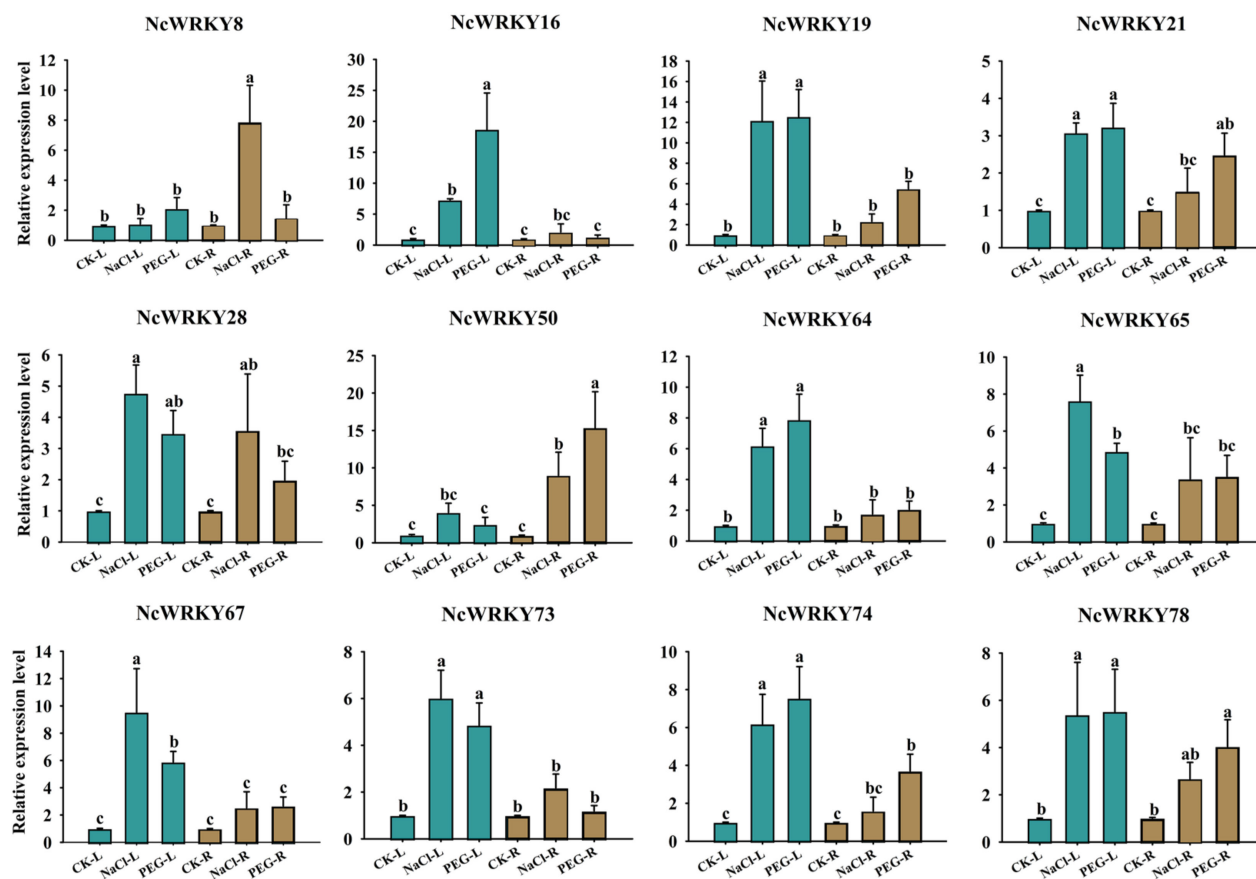 NcWRKY8 NcWRKY16 NcWRKY19 NcWRKY21
Relative expression level
12 10 8 6 4 2 0
b b b b a b
CK-L NaCl-L PEG-L CK-R NaCl-R PEG-R
30 25 20 15 10 5 0
c b a c bc c
CK-L NaCl-L PEG-L CK-R NaCl-R PEG-R
18 16 14 12 10 8 6 4 2 0
b a a b b b
CK-L NaCl-L PEG-L CK-R NaCl-R PEG-R
5 4 3 2 1 0
c a a c bc ab
CK-L NaCl-L PEG-L CK-R NaCl-R PEG-R
NcWRKY28 NcWRKY50 NcWRKY64 NcWRKY65
Relative expression level
6 5 4 3 2 1 0
c a ab c ab bc
CK-L NaCl-L PEG-L CK-R NaCl-R PEG-R
25 20 15 10 5 0
c bc c c b a
CK-L NaCl-L PEG-L CK-R NaCl-R PEG-R
12 10 8 6 4 2 0
b a a b b b
CK-L NaCl-L PEG-L CK-R NaCl-R PEG-R
10 8 6 4 2 0
c a b c bc bc
CK-L NaCl-L PEG-L CK-R NaCl-R PEG-R
NcWRKY67 NcWRKY73 NcWRKY74 NcWRKY78
Relative expression level
14 12 10 8 6 4 2 0
c a b c c c
CK-L NaCl-L PEG-L CK-R NaCl-R PEG-R
8 6 4 2 0
b a a b b b
CK-L NaCl-L PEG-L CK-R NaCl-R PEG-R
10 8 6 4 2 0
c a a c bc b
CK-L NaCl-L PEG-L CK-R NaCl-R PEG-R
8 6 4 2 0
b a a b ab a
CK-L NaCl-L PEG-L CK-R NaCl-R PEG-R